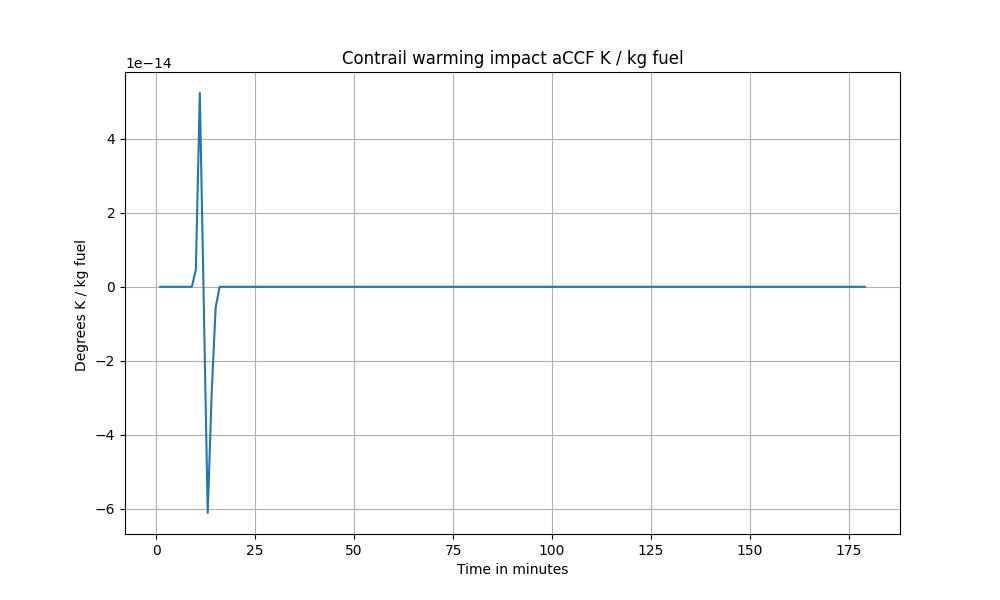 Contrail warming impact aCCF K / kg fuel
1e−14
4
2
0
−2
−4
−6
Degrees K / kg fuel
0 25 50 75 100 125 150 175
Time in minutes